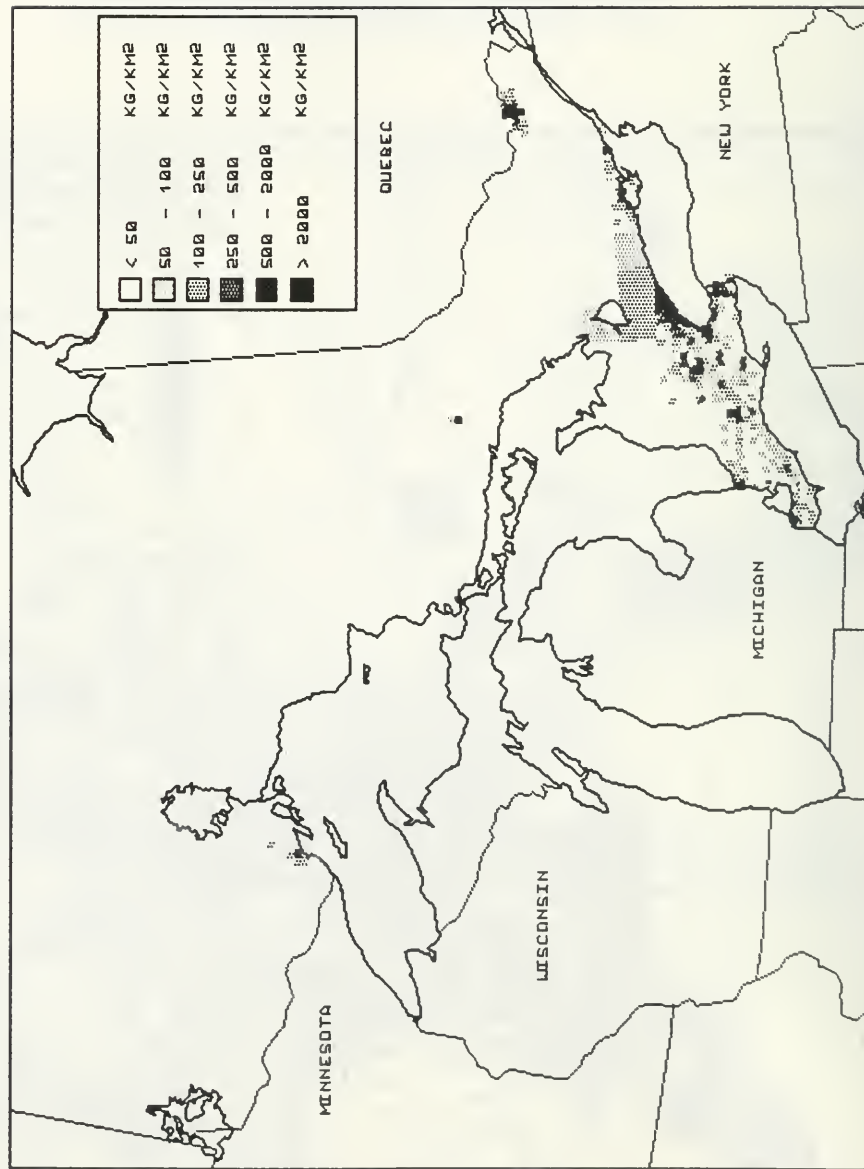 < 50 KG/KM2
50 - 100 KG/KM2
100 - 250 KG/KM2
250 - 500 KG/KM2
500 - 2000 KG/KM2
> 2000 KG/KM2
QUEBEC
MINNESOTA
WISCONSIN
MICHIGAN
NEW YORK